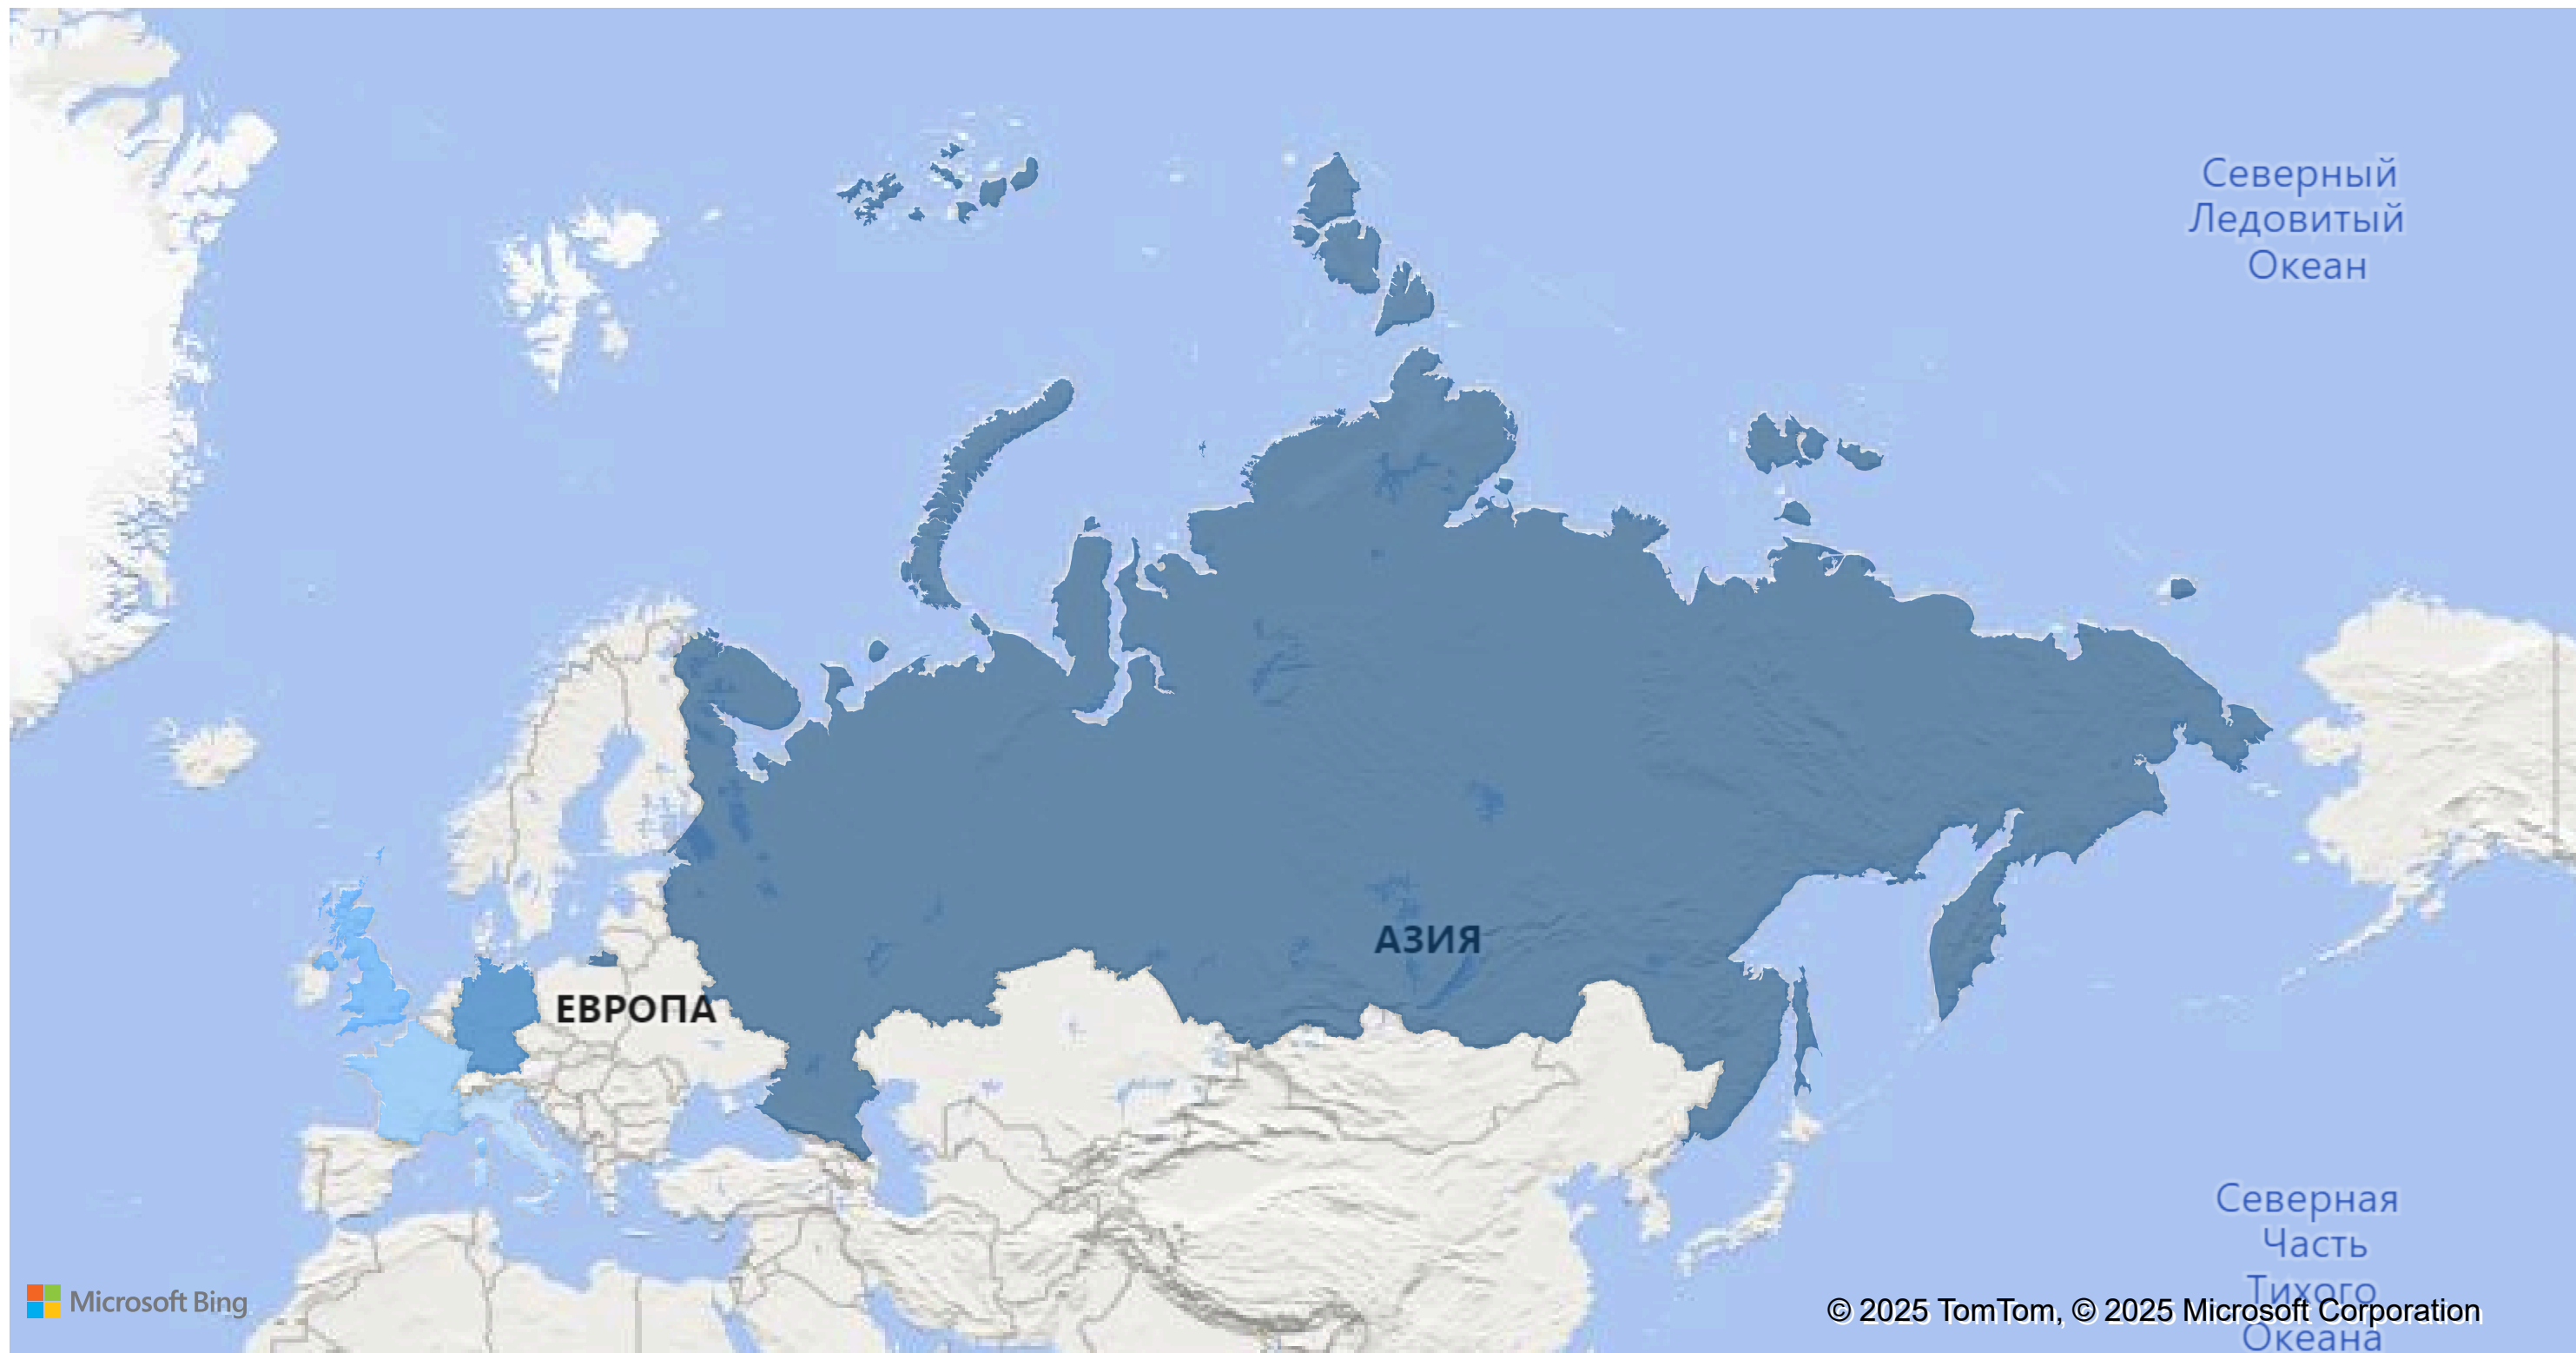 Северный
Ледовитый
Океан
АЗИЯ
ЕВРОПА
Северная
Часть
Тихого
Океана
Microsoft Bing
© 2025 TomTom, © 2025 Microsoft Corporation